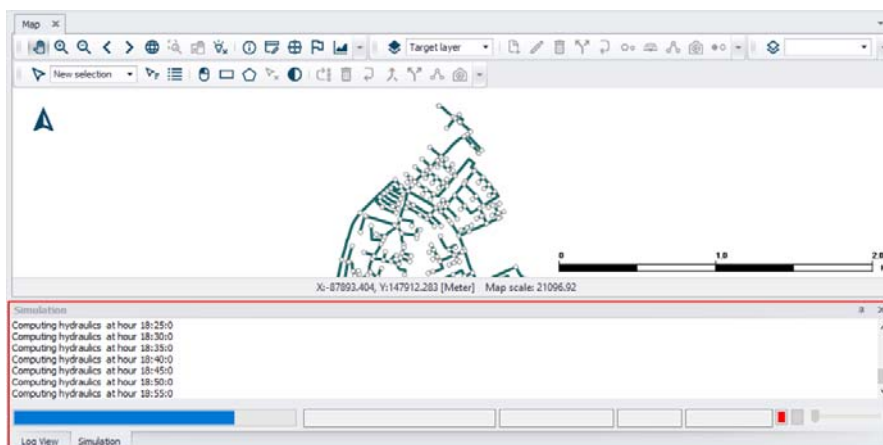 Map
Target layer
New selection
0 1.0 2.0
X:-87893.404, Y:147912.283 [Meter] Map scale: 21096.92
Simulation
Computing hydraulics at hour 18:25:0
Computing hydraulics at hour 18:30:0
Computing hydraulics at hour 18:35:0
Computing hydraulics at hour 18:40:0
Computing hydraulics at hour 18:45:0
Computing hydraulics at hour 18:50:0
Computing hydraulics at hour 18:55:0
Log View Simulation